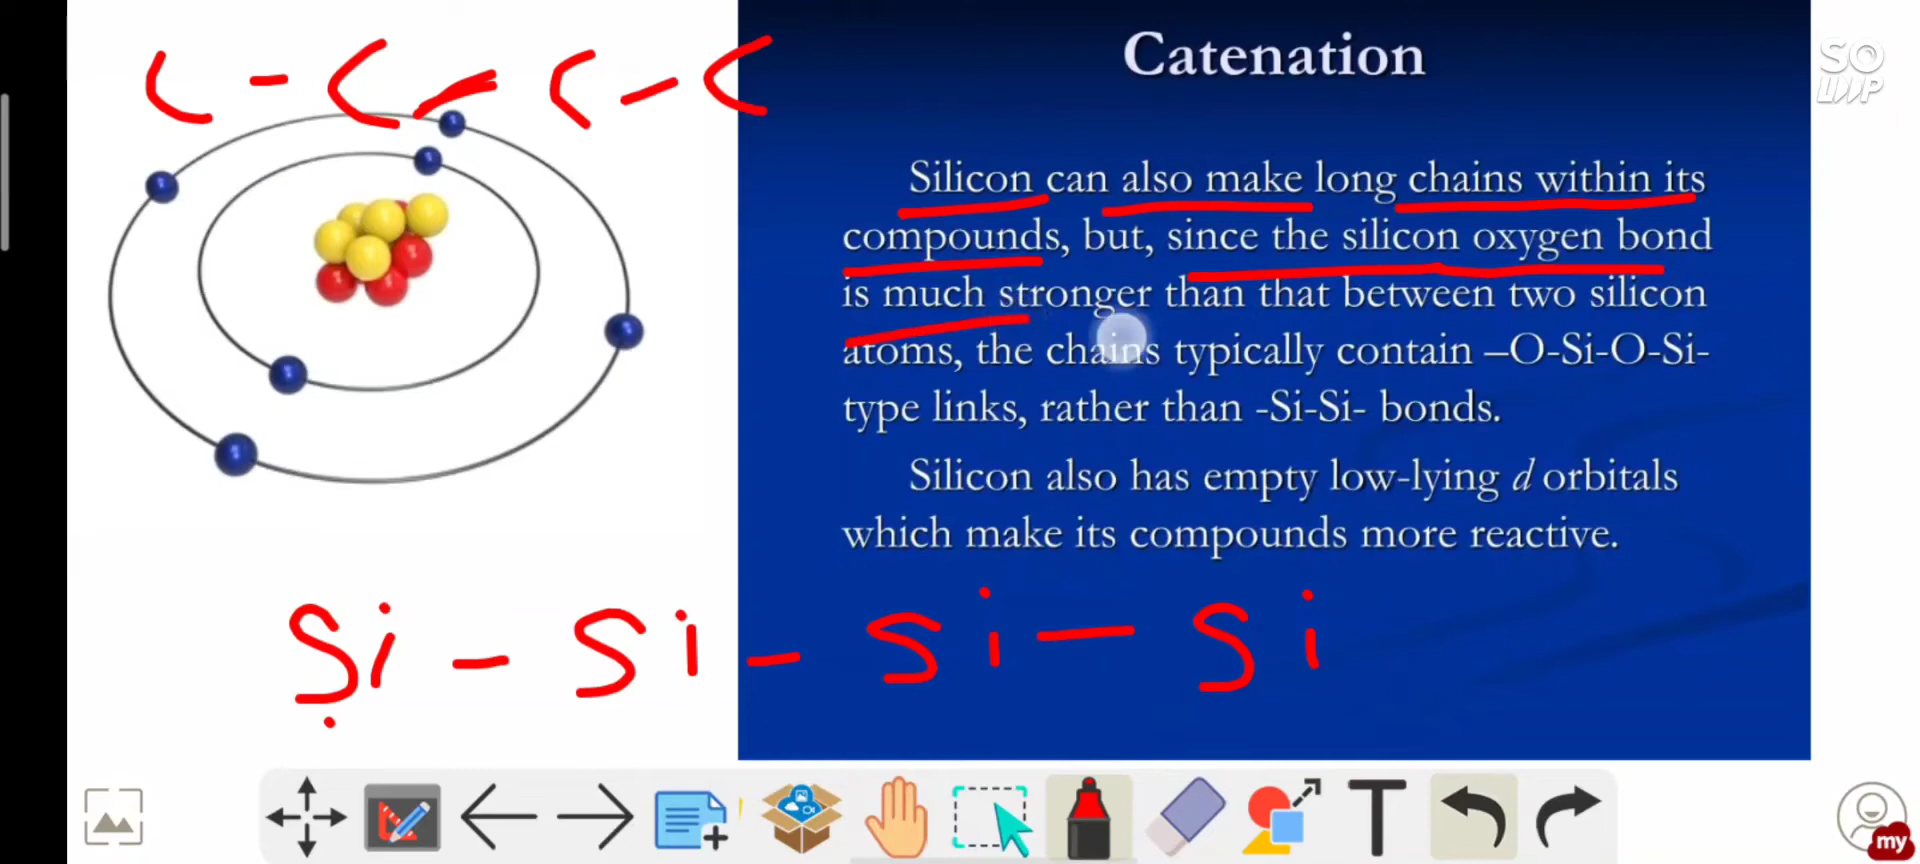 C - C - C - C
Catenation
Silicon can also make long chains within its
compounds, but, since the silicon oxygen bond
is much stronger than that between two silicon
atoms, the chains typically contain –O-Si-O-Si-
type links, rather than -Si-Si- bonds.
Silicon also has empty low-lying d orbitals
which make its compounds more reactive.
Si - Si - Si - Si
T
my